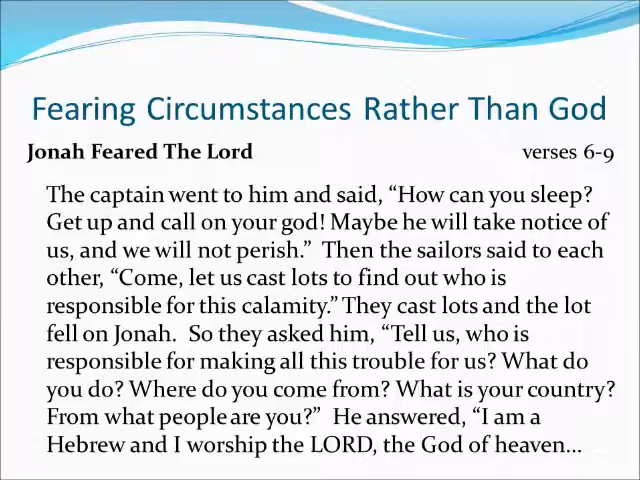 Fearing Circumstances Rather Than God
Jonah Feared The Lord verses 6-9
The captain went to him and said, “How can you sleep?
Get up and call on your god! Maybe he will take notice of
us, and we will not perish.” Then the sailors said to each
other, “Come, let us cast lots to find out who is
responsible for this calamity.” They cast lots and the lot
fell on Jonah. So they asked him, “Tell us, who is
responsible for making all this trouble for us? What do
you do? Where do you come from? What is your country?
From what people are you?” He answered, “I am a
Hebrew and I worship the LORD, the God of heaven…